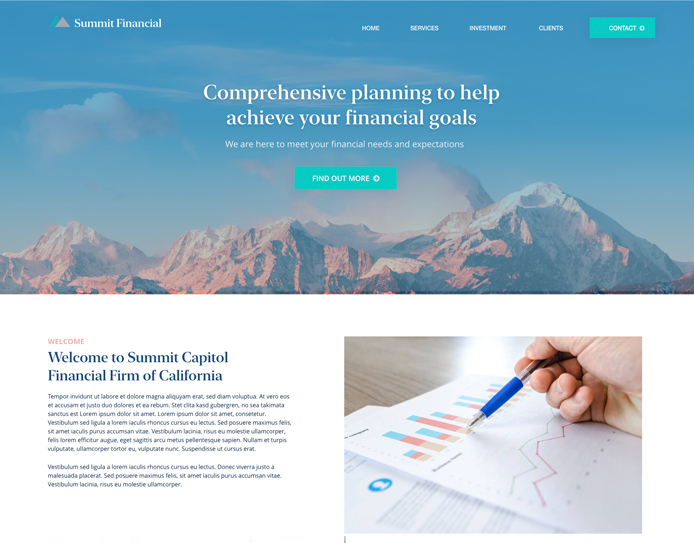 Summit Financial
HOME SERVICES INVESTMENT CLIENTS CONTACT
Comprehensive planning to help
achieve your financial goals
We are here to meet your financial needs and expectations
FIND OUT MORE
WELCOME
Welcome to Summit Capitol
Financial Firm of California
Tempor invidunt ut labore et dolore magna aliquyam erat, sed diam voluptua. At vero eos
et accusam et justo duo dolores et ea rebum. Stet clita kasd gubergren, no sea takimata
sanctus est Lorem ipsum dolor sit amet. Lorem ipsum dolor sit amet, consetetur.
Vestibulum sed ligula a lorem iaculis rhoncus cursus eu lectus. Sed posuere maximus felis,
sit amet iaculis purus accumsan vitae. Vestibulum lacinia, risus eu molestie ullamcorper,
felis lorem efficitur augue, eget sagittis arcu metus pellentesque sapien. Nullam et turpis
vulputate, ullamcorper tortor eu, vulputate nunc. Suspendisse ut cursus erat.
Vestibulum sed ligula a lorem iaculis rhoncus cursus eu lectus. Donec viverra justo a
malesuada placerat. Sed posuere maximus felis, sit amet iaculis purus accumsan vitae.
Vestibulum lacinia, risus eu molestie ullamcorper.